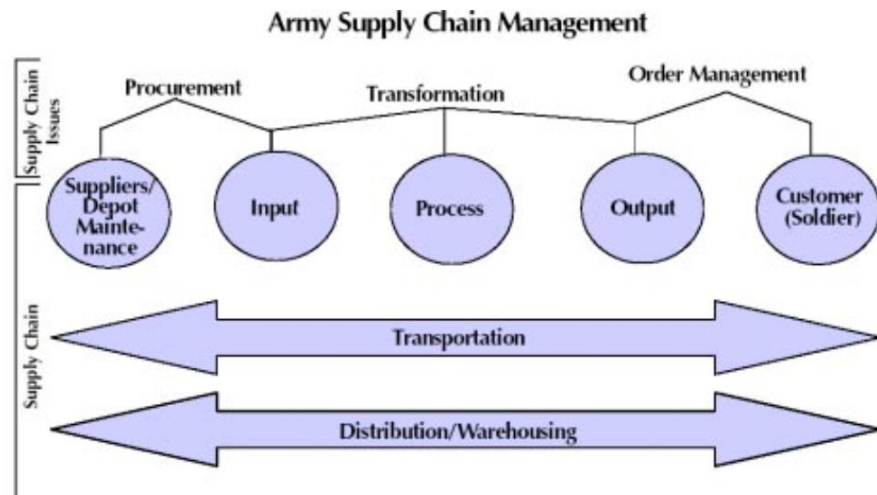 Army Supply Chain Management
Supply Chain
Issues
Procurement
Transformation
Order Management
Suppliers/
Depot
Mainte-
nance
Input
Process
Output
Customer
(Soldier)
Supply Chain
Transportation
Distribution/Warehousing